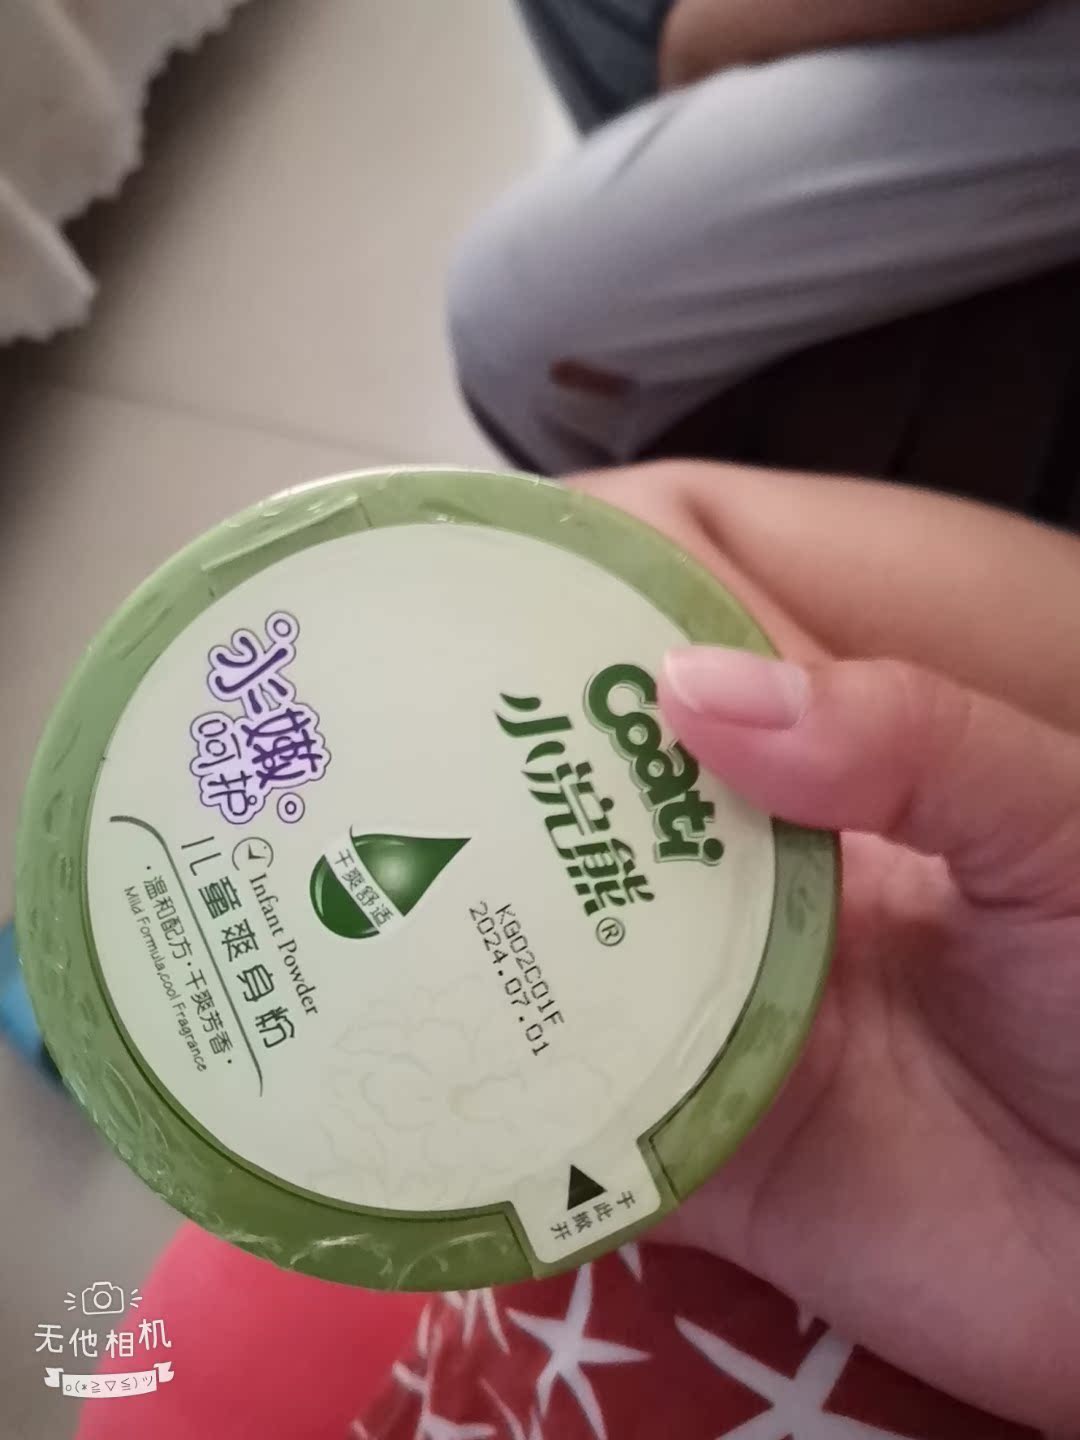 Coati
小浣熊®
KG02C01F
2024.07.01
干爽舒适
水嫩
呵护
Infant Powder
儿童爽身粉
·温和配方·干爽芳香·
Mild Formula,cool Fragrance
于此掀开
无他相机
o(*≧▽≦)ツ